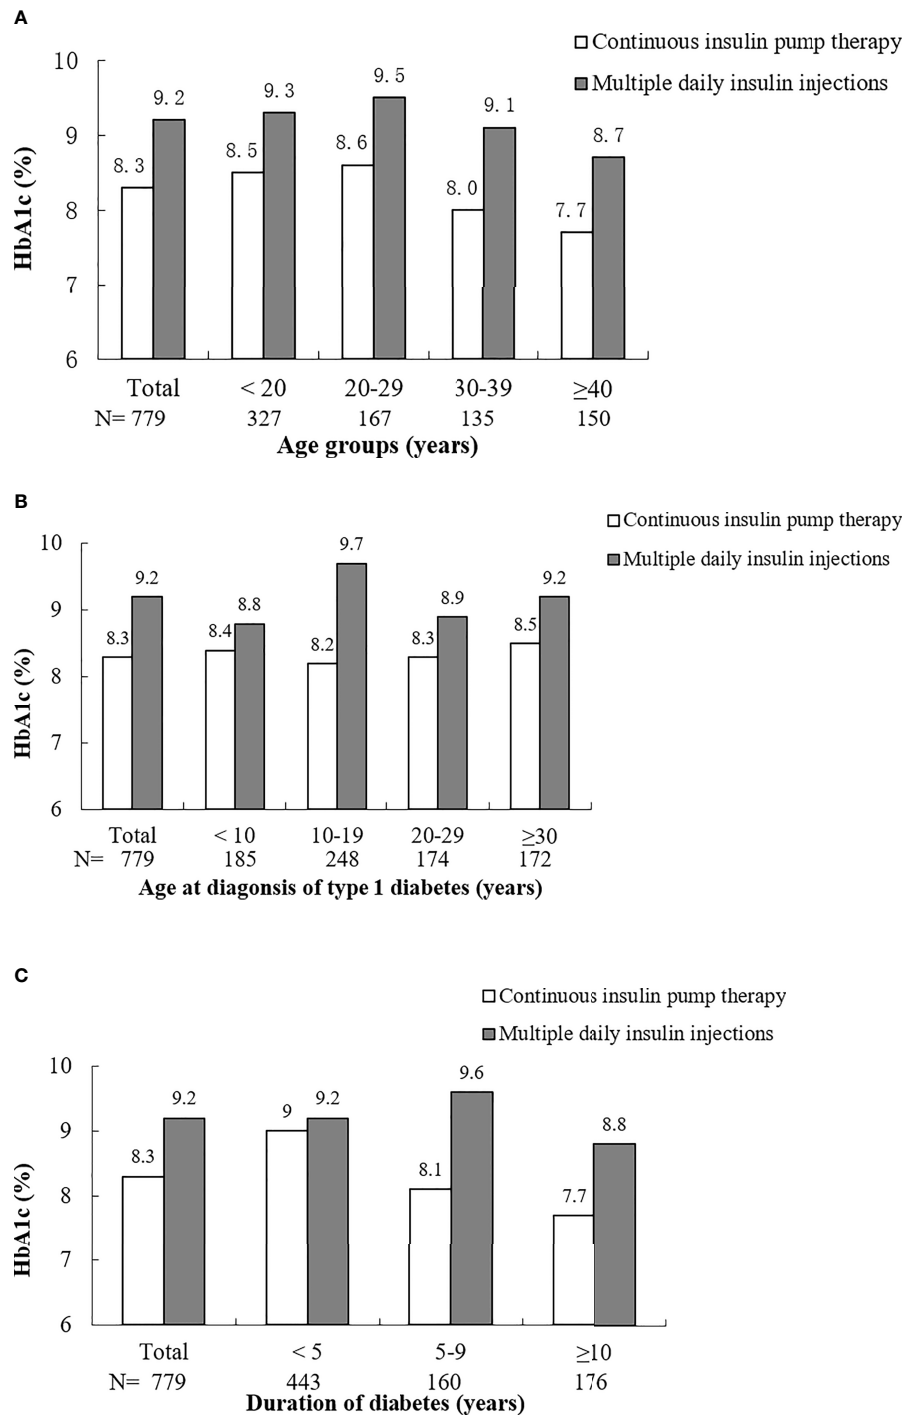 A
Continuous insulin pump therapy
Multiple daily insulin injections
HbA1c (%)
10
9
8
7
6
8.3 9.2 8.5 9.3 8.6 9.5 8.0 9.1 7.7 8.7
Total < 20 20-29 30-39 ≥40
N= 779 327 167 135 150
Age groups (years)
B
Continuous insulin pump therapy
Multiple daily insulin injections
HbA1c (%)
10
9
8
7
6
8.3 9.2 8.4 8.8 8.2 9.7 8.3 8.9 8.5 9.2
Total < 10 10-19 20-29 ≥30
N= 779 185 248 174 172
Age at diagonsis of type 1 diabetes (years)
C
Continuous insulin pump therapy
Multiple daily insulin injections
HbA1c (%)
10
9
8
7
6
8.3 9.2 9 9.2 8.1 9.6 7.7 8.8
Total < 5 5-9 ≥10
N= 779 443 160 176
Duration of diabetes (years)